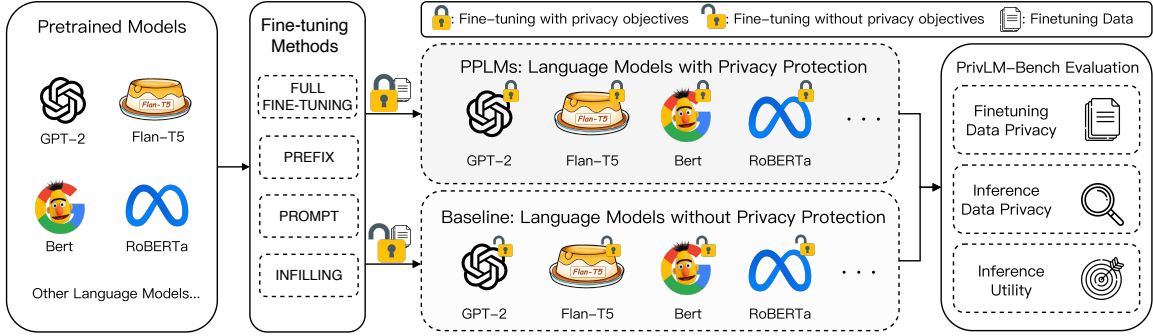 Pretrained Models
GPT-2
Flan-T5
Flan-T5
Bert
RoBERTa
Other Language Models...
Fine-tuning
Methods
FULL
FINE-TUNING
PREFIX
PROMPT
INFILLING
: Fine-tuning with privacy objectives
: Fine-tuning without privacy objectives
: Finetuning Data
PPLMs: Language Models with Privacy Protection
Flan-T5
GPT-2
Flan-T5
Bert
RoBERTa
. . .
Baseline: Language Models without Privacy Protection
Flan-T5
GPT-2
Flan-T5
Bert
RoBERTa
. . .
PrivLM-Bench Evaluation
Finetuning
Data Privacy
Inference
Data Privacy
Inference
Utility